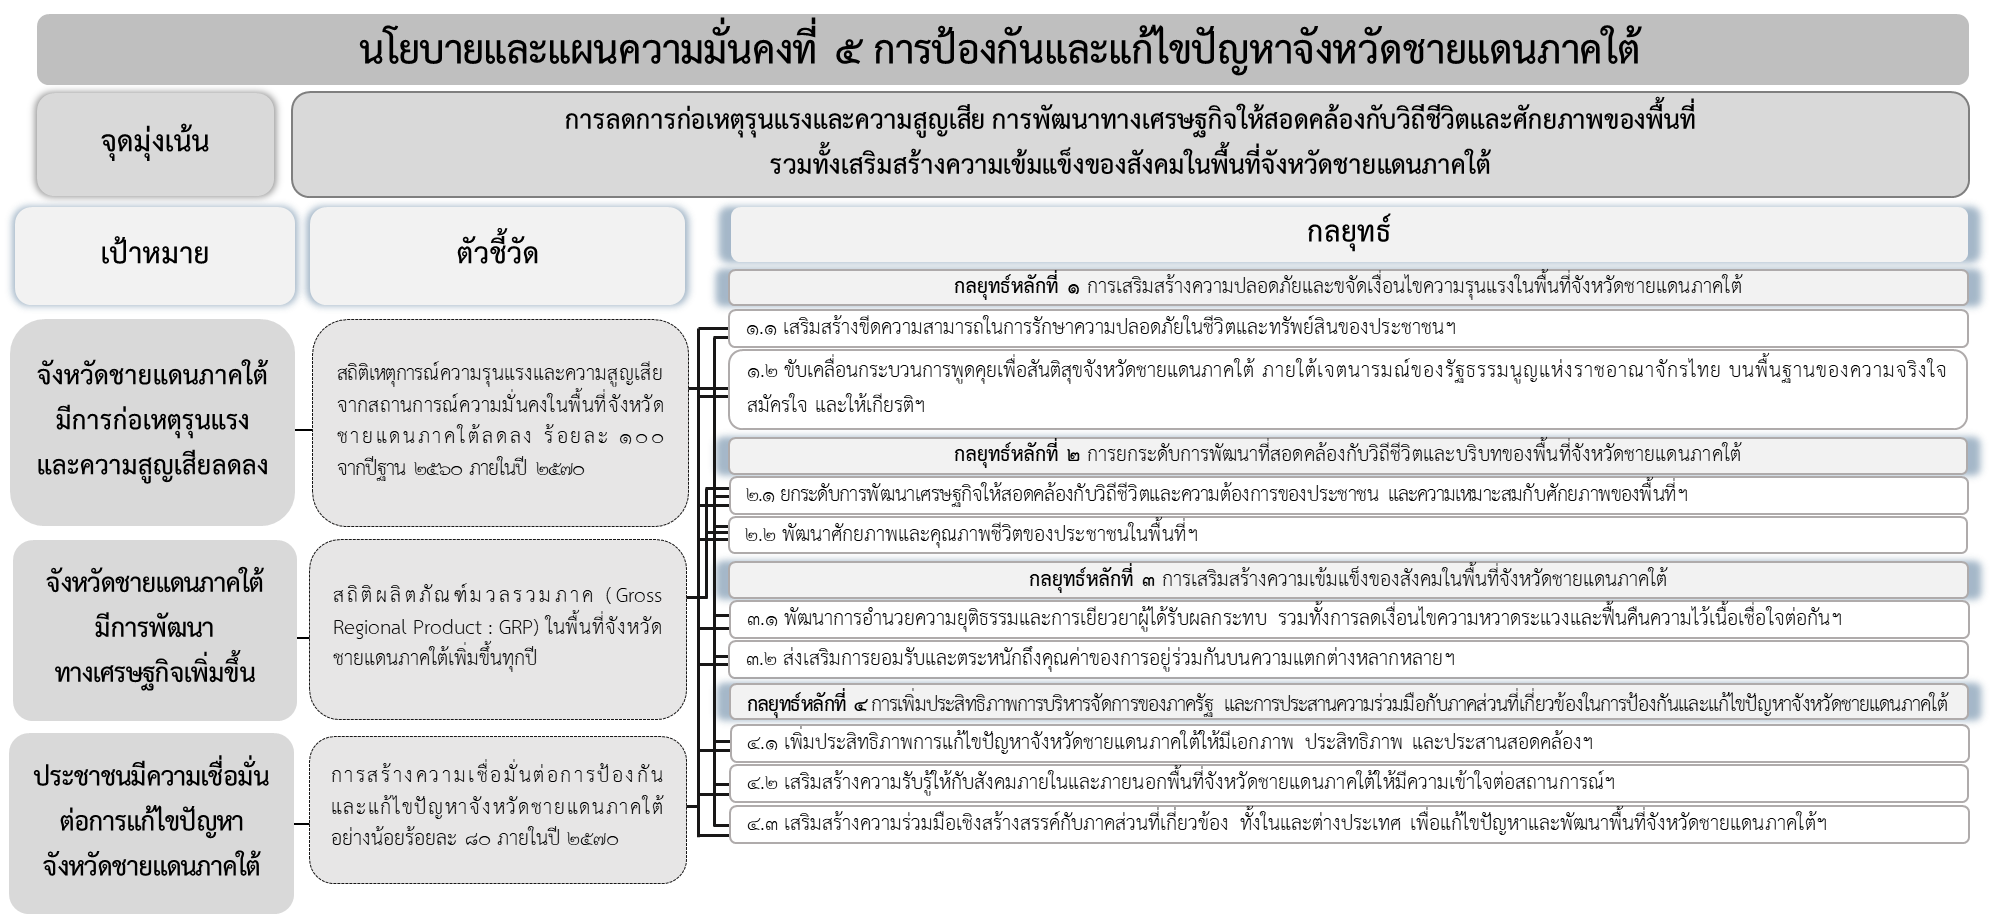 นโยบายและแผนความมั่นคงที่ ๕ การป้องกันและแก้ไขปัญหาจังหวัดชายแดนภาคใต้
จุดมุ่งเน้น
การลดการก่อเหตุรุนแรงและความสูญเสีย การพัฒนาทางเศรษฐกิจให้สอดคล้องกับวิถีชีวิตและศักยภาพของพื้นที่
รวมทั้งเสริมสร้างความเข้มแข็งของสังคมในพื้นที่จังหวัดชายแดนภาคใต้
เป้าหมาย
ตัวชี้วัด
กลยุทธ์
จังหวัดชายแดนภาคใต้
มีการก่อเหตุรุนแรง
และความสูญเสียลดลง
สถิติเหตุการณ์ความรุนแรงและความสูญเสีย
จากสถานการณ์ความมั่นคงในพื้นที่จังหวัด
ชายแดนภาคใต้ลดลง ร้อยละ ๑๐๐
จากปีฐาน ๒๕๖๐ ภายในปี ๒๕๗๐
จังหวัดชายแดนภาคใต้
มีการพัฒนา
ทางเศรษฐกิจเพิ่มขึ้น
สถิติผลิตภัณฑ์มวลรวมภาค (Gross
Regional Product : GRP) ในพื้นที่จังหวัด
ชายแดนภาคใต้เพิ่มขึ้นทุกปี
ประชาชนมีความเชื่อมั่น
ต่อการแก้ไขปัญหา
จังหวัดชายแดนภาคใต้
การสร้างความเชื่อมั่นต่อการป้องกัน
และแก้ไขปัญหาจังหวัดชายแดนภาคใต้
อย่างน้อยร้อยละ ๘๐ ภายในปี ๒๕๗๐
กลยุทธ์หลักที่ ๑ การเสริมสร้างความปลอดภัยและขจัดเงื่อนไขความรุนแรงในพื้นที่จังหวัดชายแดนภาคใต้
๑.๑ เสริมสร้างขีดความสามารถในการรักษาความปลอดภัยในชีวิตและทรัพย์สินของประชาชนฯ
๑.๒ ขับเคลื่อนกระบวนการพูดคุยเพื่อสันติสุขจังหวัดชายแดนภาคใต้ ภายใต้เจตนารมณ์ของรัฐธรรมนูญแห่งราชอาณาจักรไทย บนพื้นฐานของความจริงใจ
สมัครใจ และให้เกียรติฯ
กลยุทธ์หลักที่ ๒ การยกระดับการพัฒนาที่สอดคล้องกับวิถีชีวิตและบริบทของพื้นที่จังหวัดชายแดนภาคใต้
๒.๑ ยกระดับการพัฒนาเศรษฐกิจให้สอดคล้องกับวิถีชีวิตและความต้องการของประชาชน และความเหมาะสมกับศักยภาพของพื้นที่ฯ
๒.๒ พัฒนาศักยภาพและคุณภาพชีวิตของประชาชนในพื้นที่ฯ
กลยุทธ์หลักที่ ๓ การเสริมสร้างความเข้มแข็งของสังคมในพื้นที่จังหวัดชายแดนภาคใต้
๓.๑ พัฒนาการอำนวยความยุติธรรมและการเยียวยาผู้ได้รับผลกระทบ รวมทั้งการลดเงื่อนไขความหวาดระแวงและฟื้นคืนความไว้เนื้อเชื่อใจต่อกันฯ
๓.๒ ส่งเสริมการยอมรับและตระหนักถึงคุณค่าของการอยู่ร่วมกันบนความแตกต่างหลากหลายฯ
กลยุทธ์หลักที่ ๔ การเพิ่มประสิทธิภาพการบริหารจัดการของภาครัฐ และการประสานความร่วมมือกับภาคส่วนที่เกี่ยวข้องในการป้องกันและแก้ไขปัญหาจังหวัดชายแดนภาคใต้
๔.๑ เพิ่มประสิทธิภาพการแก้ไขปัญหาจังหวัดชายแดนภาคใต้ให้มีเอกภาพ ประสิทธิภาพ และประสานสอดคล้องฯ
๔.๒ เสริมสร้างความรับรู้ให้กับสังคมภายในและภายนอกพื้นที่จังหวัดชายแดนภาคใต้ให้มีความเข้าใจต่อสถานการณ์ฯ
๔.๓ เสริมสร้างความร่วมมือเชิงสร้างสรรค์กับภาคส่วนที่เกี่ยวข้อง ทั้งในและต่างประเทศ เพื่อแก้ไขปัญหาและพัฒนาพื้นที่จังหวัดชายแดนภาคใต้ฯ